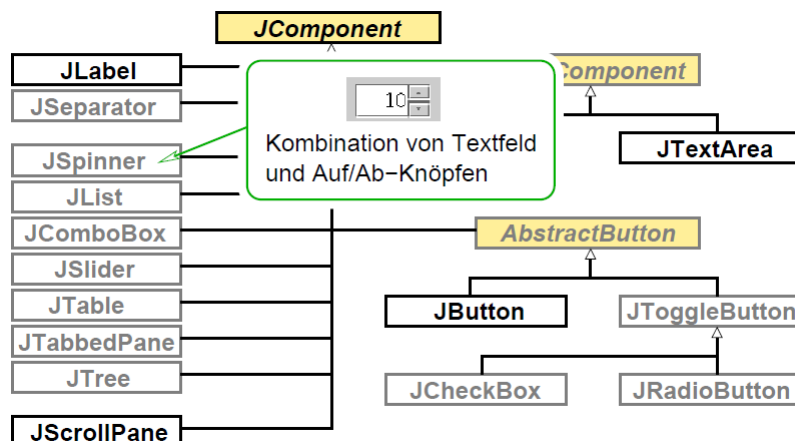 JComponent
JLabel
Component
JSeparator
10
Kombination von Textfeld
und Auf/Ab−Knöpfen
JSpinner
JTextArea
JList
JComboBox
AbstractButton
JSlider
JTable
JButton
JToggleButton
JTabbedPane
JTree
JCheckBox
JRadioButton
JScrollPane